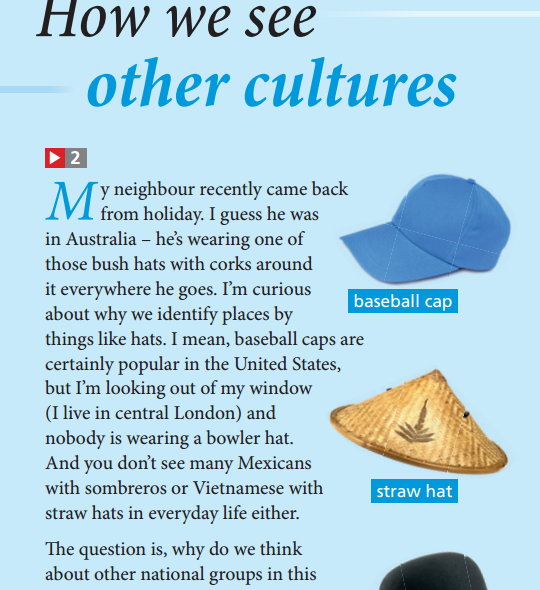 How we see
other cultures
2
My neighbour recently came back
from holiday. I guess he was
in Australia – he's wearing one of
those bush hats with corks around
it everywhere he goes. I'm curious
about why we identify places by
things like hats. I mean, baseball caps are
certainly popular in the United States,
but I'm looking out of my window
(I live in central London) and
nobody is wearing a bowler hat.
And you don't see many Mexicans
with sombreros or Vietnamese with
straw hats in everyday life either.
The question is, why do we think
about other national groups in this
baseball cap
straw hat